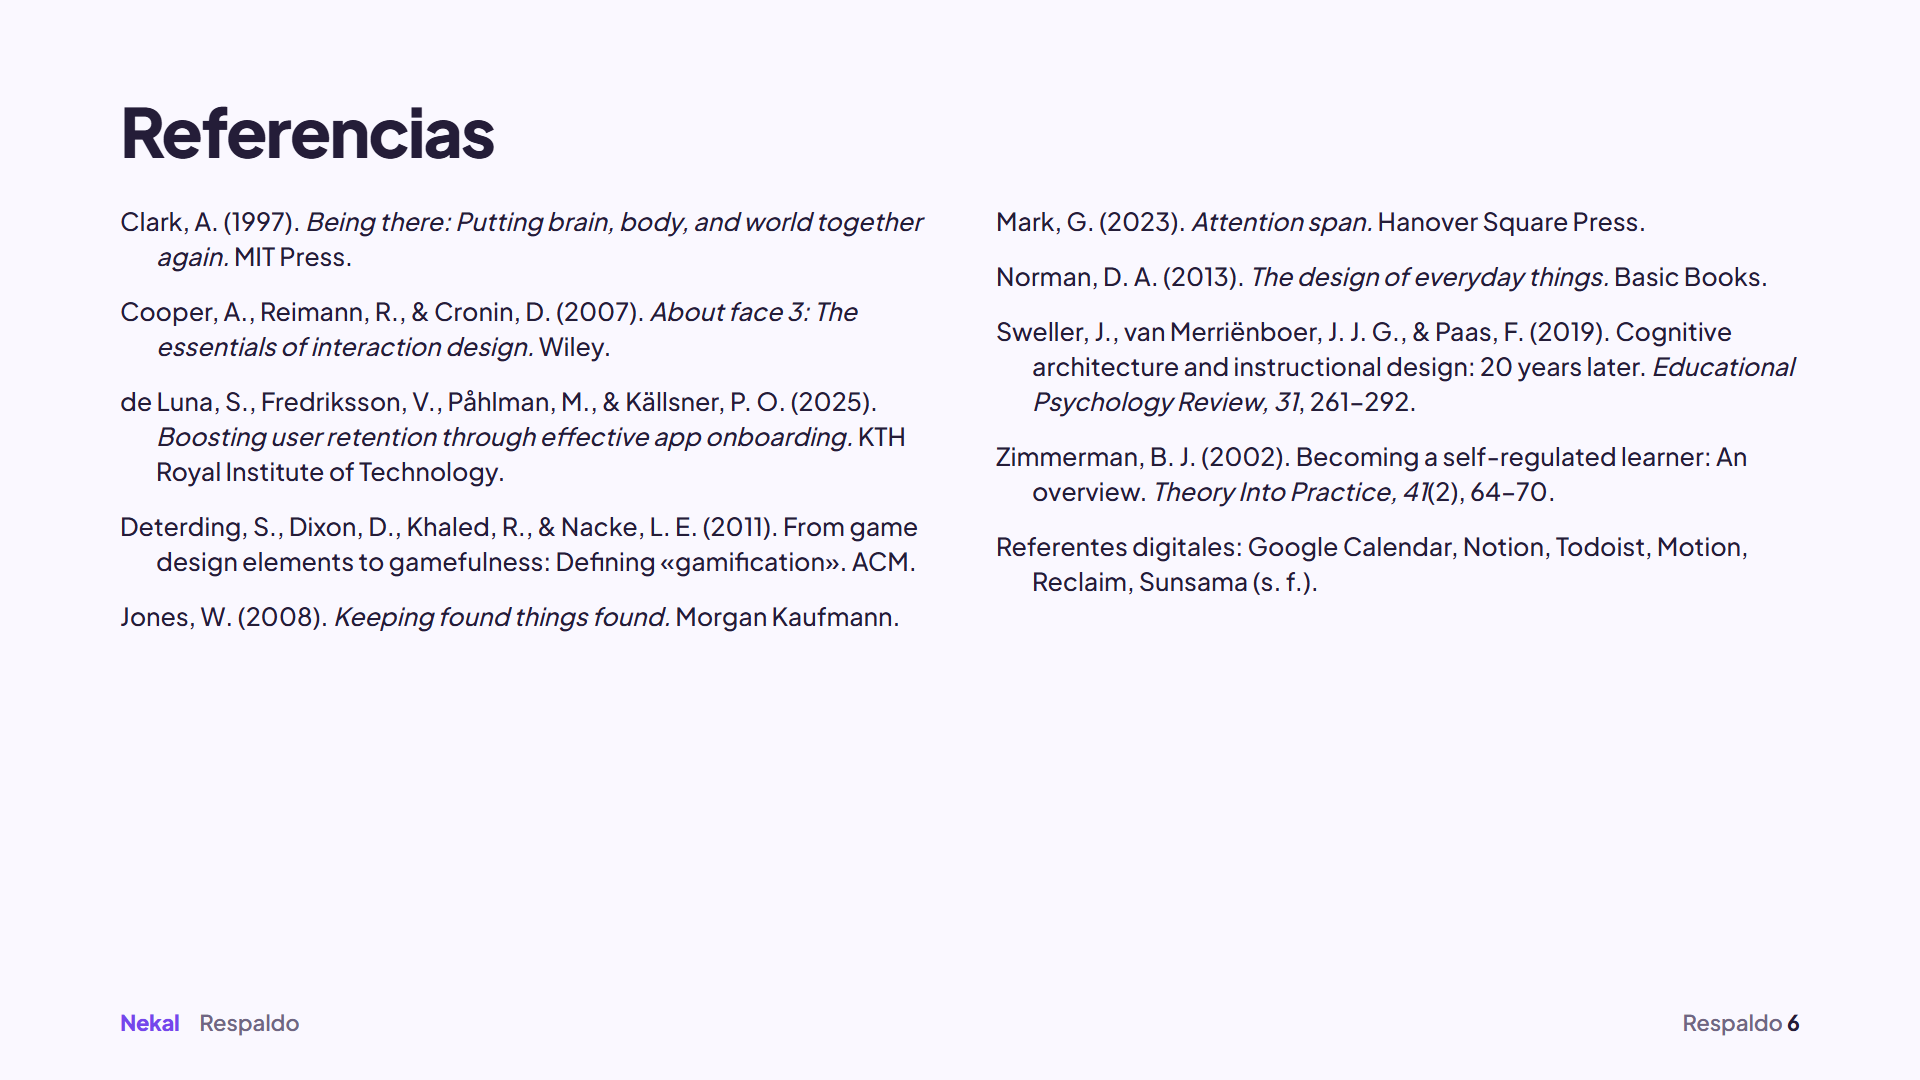 Referencias
Clark, A. (1997). Being there: Putting brain, body, and world together
again. MIT Press.
Cooper, A., Reimann, R., & Cronin, D. (2007). About face 3: The
essentials of interaction design. Wiley.
de Luna, S., Fredriksson, V., Påhlman, M., & Källsner, P. O. (2025).
Boosting user retention through effective app onboarding. KTH
Royal Institute of Technology.
Deterding, S., Dixon, D., Khaled, R., & Nacke, L. E. (2011). From game
design elements to gamefulness: Defining «gamification». ACM.
Jones, W. (2008). Keeping found things found. Morgan Kaufmann.
Mark, G. (2023). Attention span. Hanover Square Press.
Norman, D. A. (2013). The design of everyday things. Basic Books.
Sweller, J., van Merriënboer, J. J. G., & Paas, F. (2019). Cognitive
architecture and instructional design: 20 years later. Educational
Psychology Review, 31, 261–292.
Zimmerman, B. J. (2002). Becoming a self-regulated learner: An
overview. Theory Into Practice, 41(2), 64–70.
Referentes digitales: Google Calendar, Notion, Todoist, Motion,
Reclaim, Sunsama (s. f.).
Nekal Respaldo
Respaldo 6